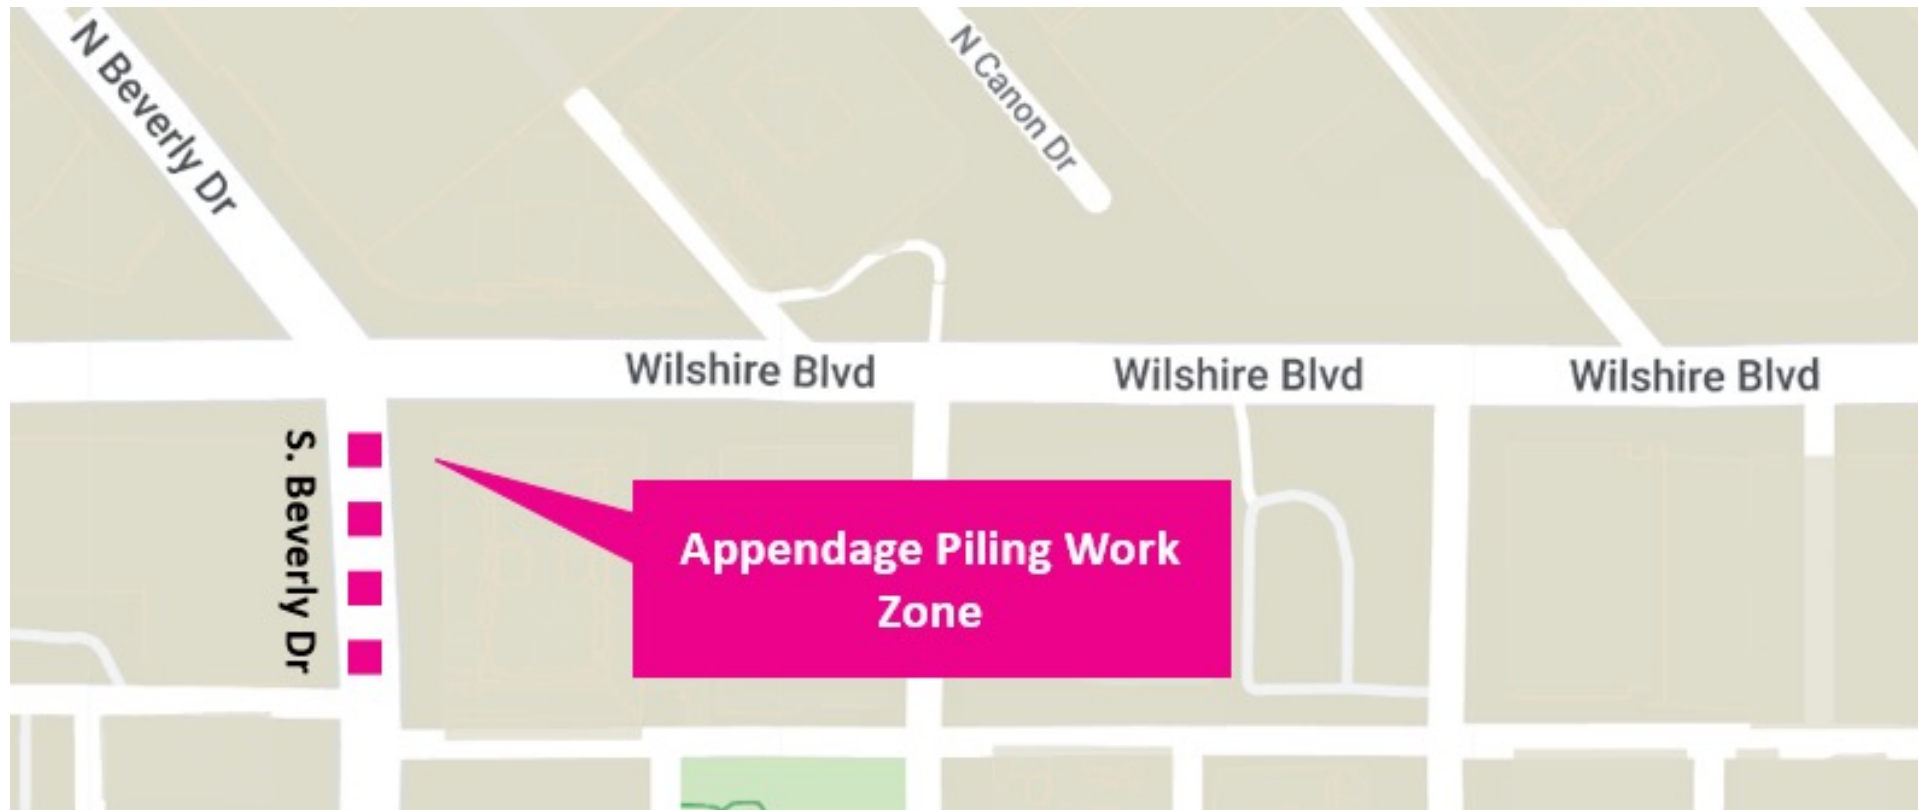 N Beverly Dr
N Canon Dr
Wilshire Blvd
Wilshire Blvd
Wilshire Blvd
S. Beverly Dr
Appendage Piling Work
Zone